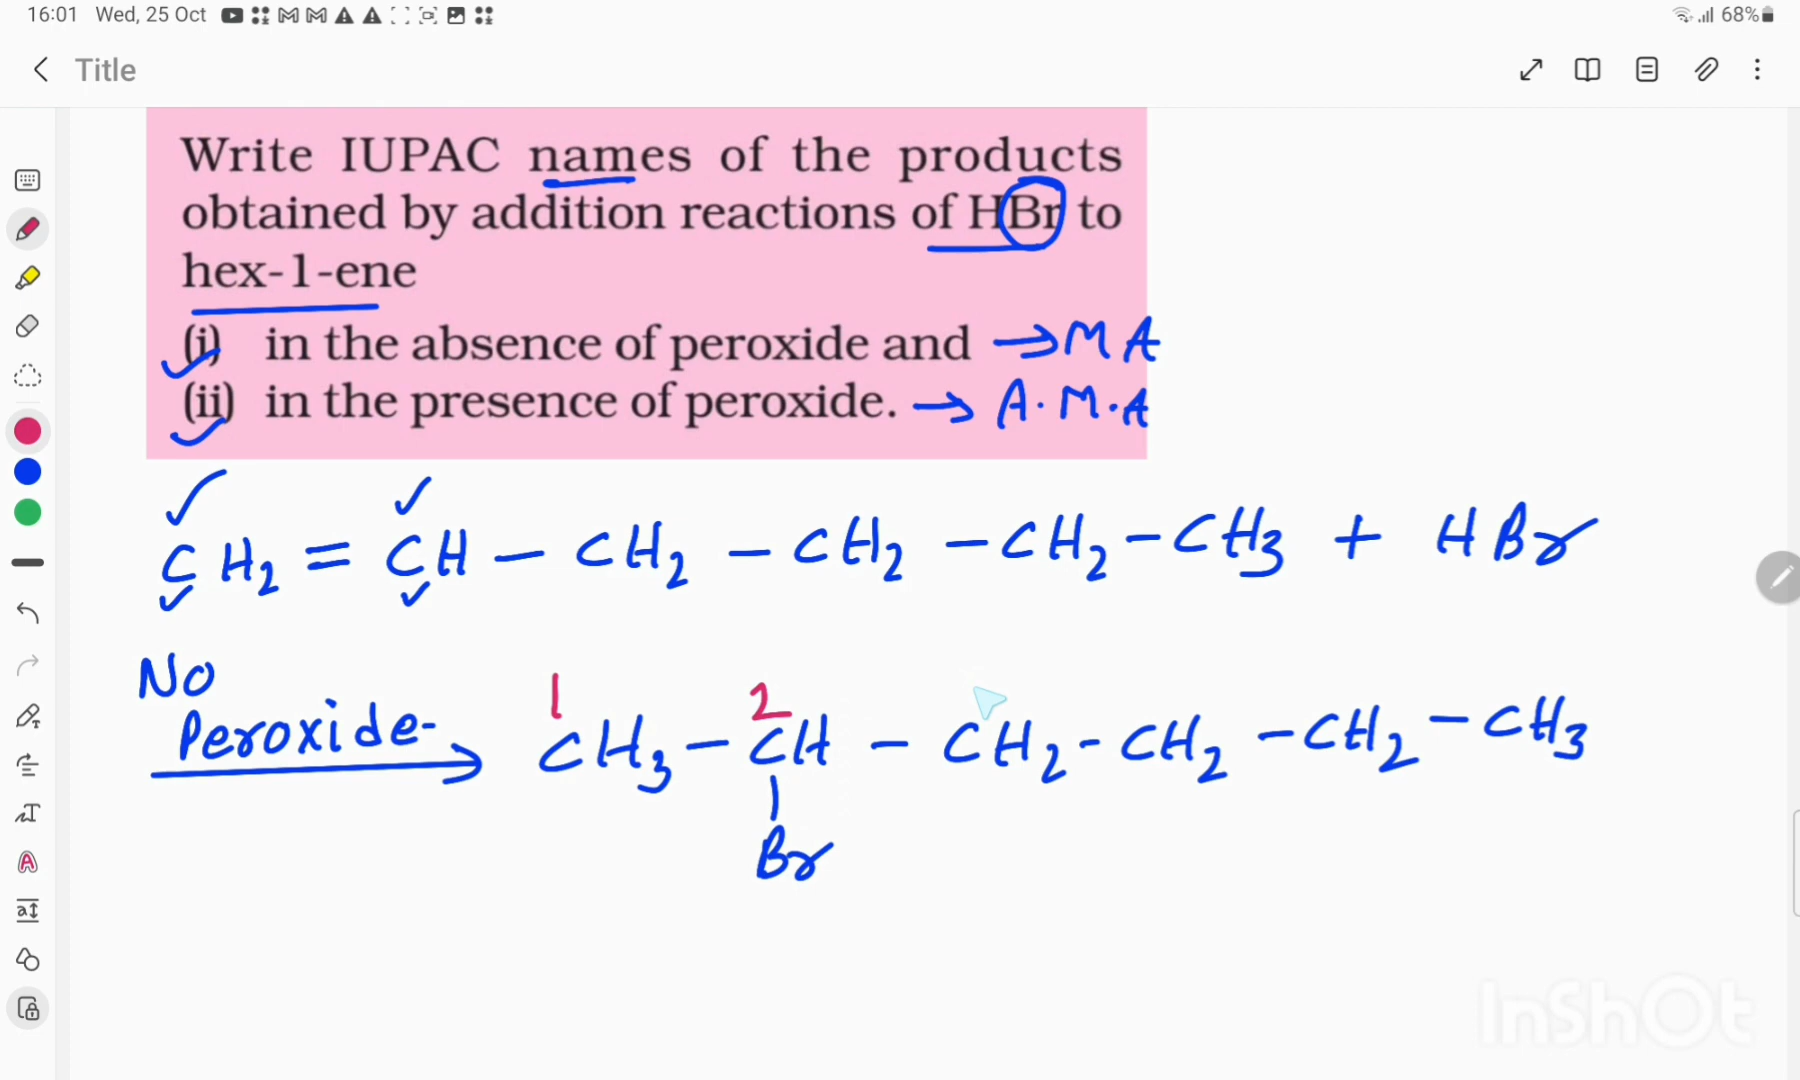 16:01 Wed, 25 Oct 68%
Title
Write IUPAC names of the products
obtained by addition reactions of HBr to
hex-1-ene
(i) in the absence of peroxide and → M A
(ii) in the presence of peroxide. → A.M.A
CH2 = CH – CH2 – CH2 – CH2 – CH3 + HBr
No
Peroxide
1 2
CH3 – CH – CH2 – CH2 – CH2 – CH3
Br
InShOt